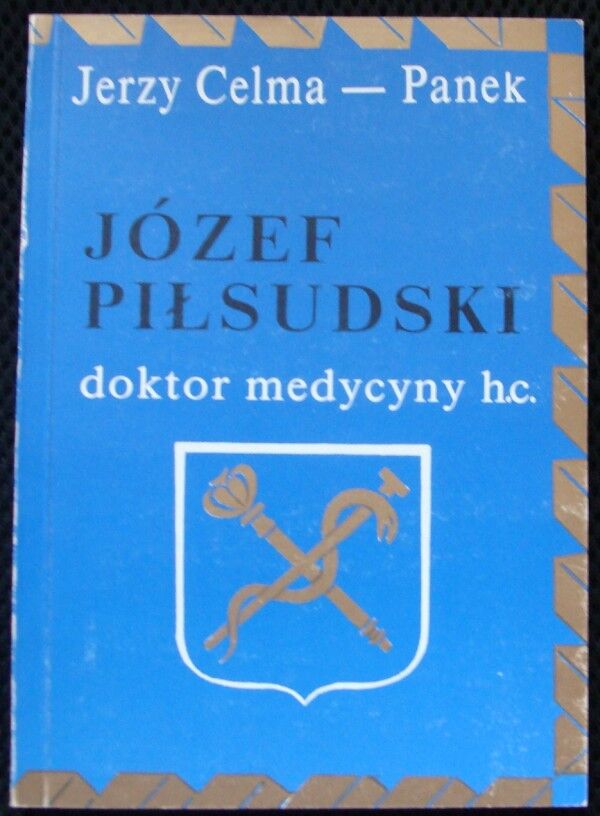 Jerzy Celma — Panek
JÓZEF
PIŁSUDSKI
doktor medycyny h.c.